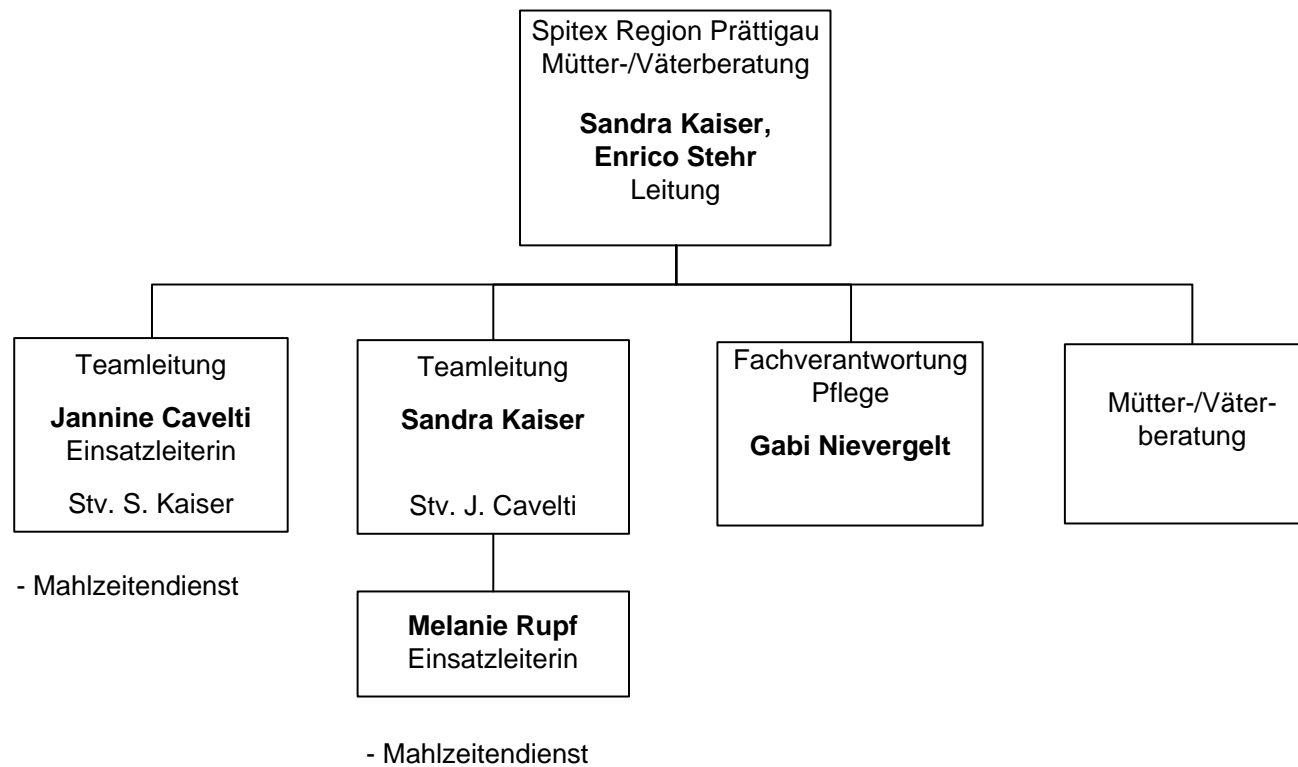 Spitex Region Prättigau
Mütter-/Väterberatung
Sandra Kaiser,
Enrico Stehr
Leitung
Teamleitung
Jannine Cavelti
Einsatzleiterin
Stv. S. Kaiser
- Mahlzeitendienst
Teamleitung
Sandra Kaiser
Stv. J. Cavelti
Melanie Rupf
Einsatzleiterin
- Mahlzeitendienst
Fachverantwortung
Pflege
Gabi Nievergelt
Mütter-/Väter-
beratung